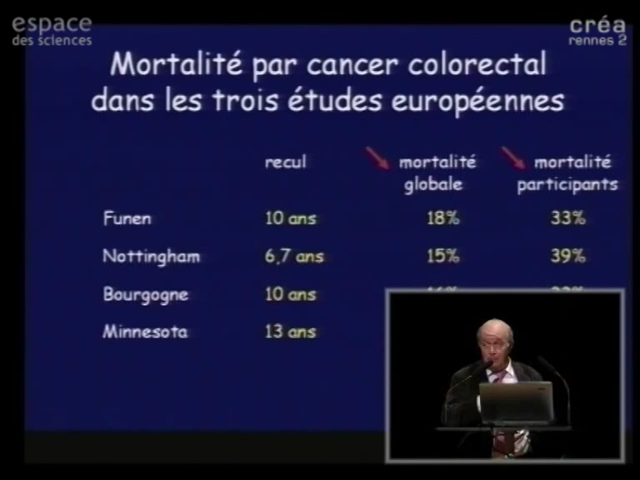 espace
des sciences
créa
rennes 2
Mortalité par cancer colorectal
dans les trois études européennes
recul mortalité globale mortalité participants
Funen 10 ans 18% 33%
Nottingham 6,7 ans 15% 39%
Bourgogne 10 ans
Minnesota 13 ans